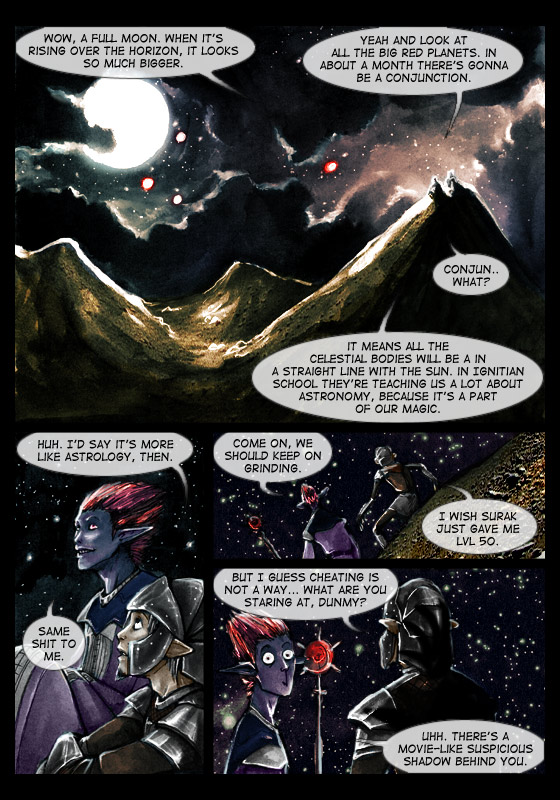 WOW, A FULL MOON. WHEN IT'S
RISING OVER THE HORIZON, IT LOOKS
SO MUCH BIGGER.
YEAH AND LOOK AT
ALL THE BIG RED PLANETS. IN
ABOUT A MONTH THERE'S GONNA
BE A CONJUNCTION.
CONJUN..
WHAT?
IT MEANS ALL THE
CELESTIAL BODIES WILL BE A IN
A STRAIGHT LINE WITH THE SUN. IN IGNITIAN
SCHOOL THEY'RE TEACHING US A LOT ABOUT
ASTRONOMY, BECAUSE IT'S A PART
OF OUR MAGIC.
HUH. I'D SAY IT'S MORE
LIKE ASTROLOGY, THEN.
SAME
SHIT TO
ME.
COME ON, WE
SHOULD KEEP ON
GRINDING.
I WISH SURAK
JUST GAVE ME
LVL 50.
BUT I GUESS CHEATING IS
NOT A WAY... WHAT ARE YOU
STARING AT, DUNMY?
UHH. THERE'S A
MOVIE-LIKE SUSPICIOUS
SHADOW BEHIND YOU.